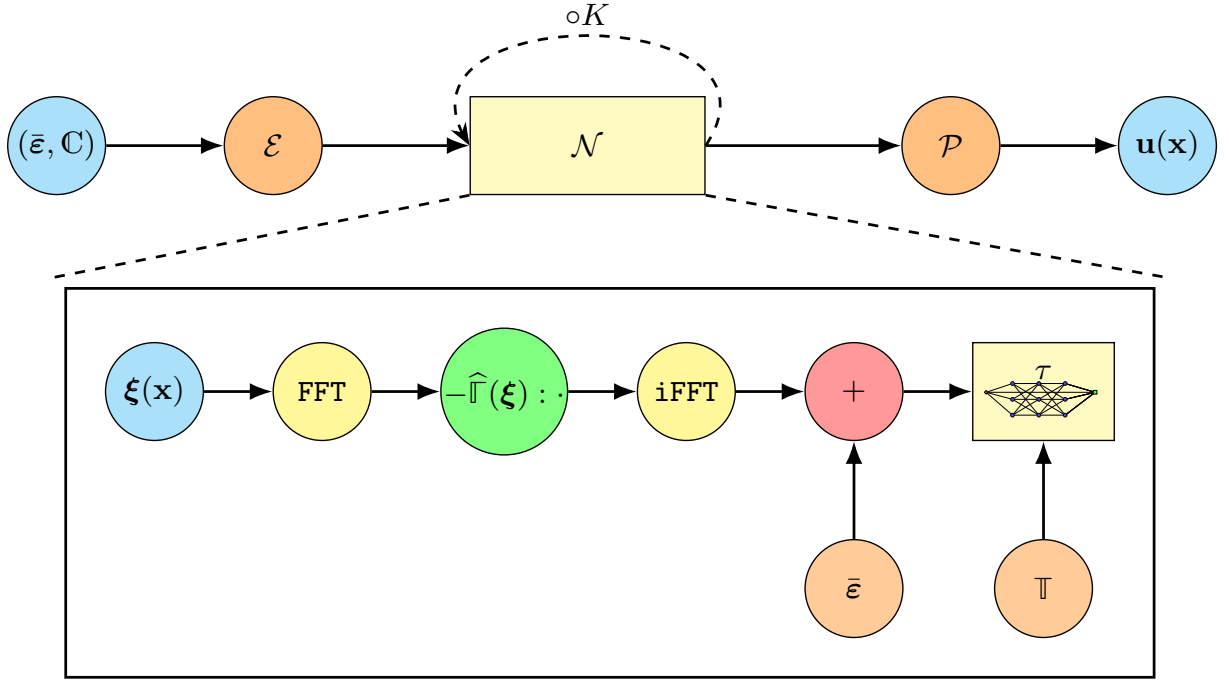 ∘K
(ε̄, ℂ)
ℰ
𝒩
𝒫
u(x)
ξ(x)
FFT
−Γ̂(ξ) : ·
iFFT
+
τ
ε̄
𝕋